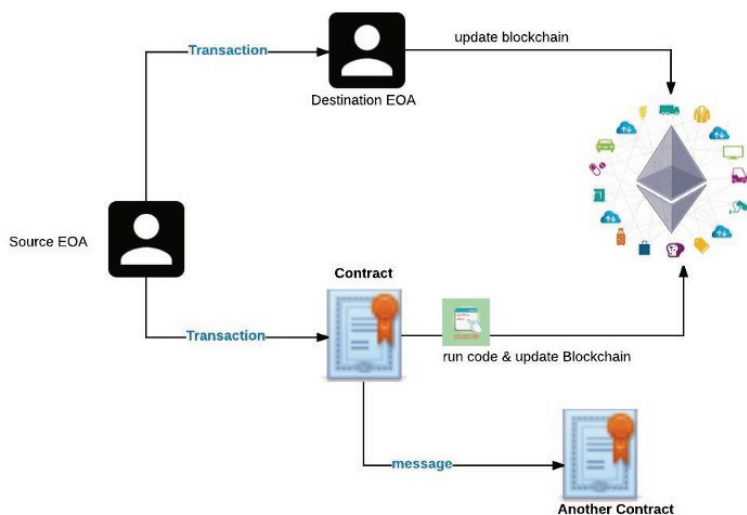 update blockchain
Transaction
Destination EOA
Source EOA
Contract
Transaction
run code & update Blockchain
message
Another Contract